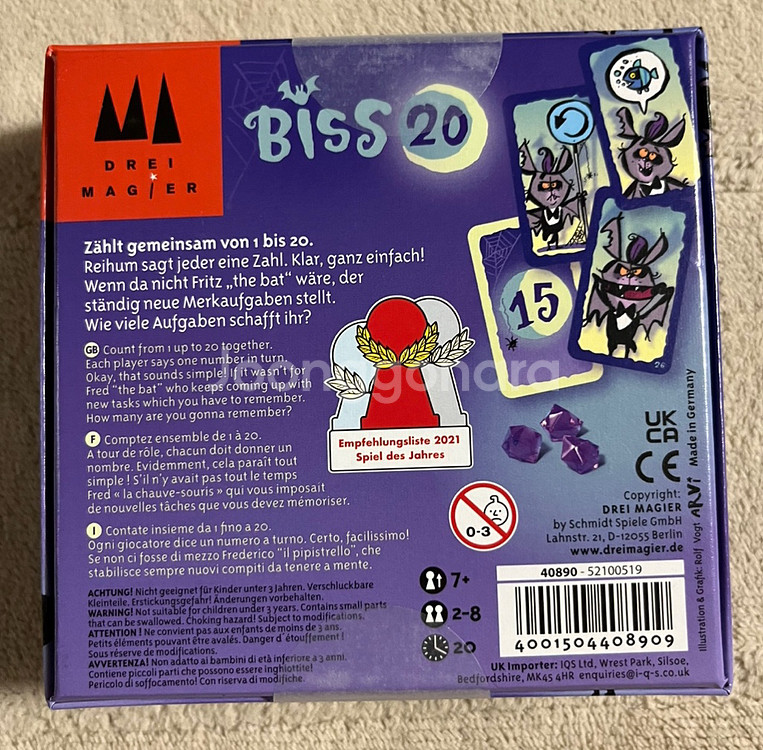 DREI
MAGIER
BiSS 20
15
26
Zählt gemeinsam von 1 bis 20.
Reihum sagt jeder eine Zahl. Klar, ganz einfach!
Wenn da nicht Fritz „the bat“ wäre, der
ständig neue Merkaufgaben stellt.
Wie viele Aufgaben schafft ihr?
GB Count from 1 up to 20 together.
Each player says one number in turn.
Okay, that sounds simple! If it wasn't for
Fred "the bat" who keeps coming up with
new tasks which you have to remember.
How many are you gonna remember?
F Comptez ensemble de 1 à 20.
A tour de rôle, chacun doit donner un
nombre. Evidemment, cela paraît tout
simple ! S'il n'y avait pas tout le temps
Fred « la chauve-souris » qui vous imposait
de nouvelles tâches que vous devez mémoriser.
I Contate insieme da 1 fino a 20.
Ogni giocatore dice un numero a turno. Certo, facilissimo!
Se non ci fosse di mezzo Frederico "il pipistrello", che
stabilisce sempre nuovi compiti da tenere a mente.
ACHTUNG! Nicht geeignet für Kinder unter 3 Jahren. Verschluckbare
Kleinteile. Erstickungsgefahr! Änderungen vorbehalten.
WARNING! Not suitable for children under 3 years. Contains small parts
that can be swallowed. Choking hazard! Subject to modifications.
ATTENTION ! Ne convient pas aux enfants de moins de 3 ans.
Petits éléments pouvant être avalés. Danger d´étouffement !
Sous réserve de modifications.
AVVERTENZA! Non adatto ai bambini di età inferiore a 3 anni.
Contiene piccoli parti che possono essere inghiottite!
Pericolo di soffocamento! Con riserva di modifiche.
Empfehlungsliste 2021
Spiel des Jahres
0-3
7+
2-8
20
UK
CA
CE
Copyright:
DREI MAGIER
by Schmidt Spiele GmbH
Lahnstr. 21, D-12055 Berlin
www.dreimagier.de
40890 - 52100519
4001504408909
UK Importer: IQS Ltd, Wrest Park, Silsoe,
Bedfordshire, MK45 4HR enquiries@i-q-s.co.uk
Illustration & Grafik: Rolf Vogt ARVi Made in Germany